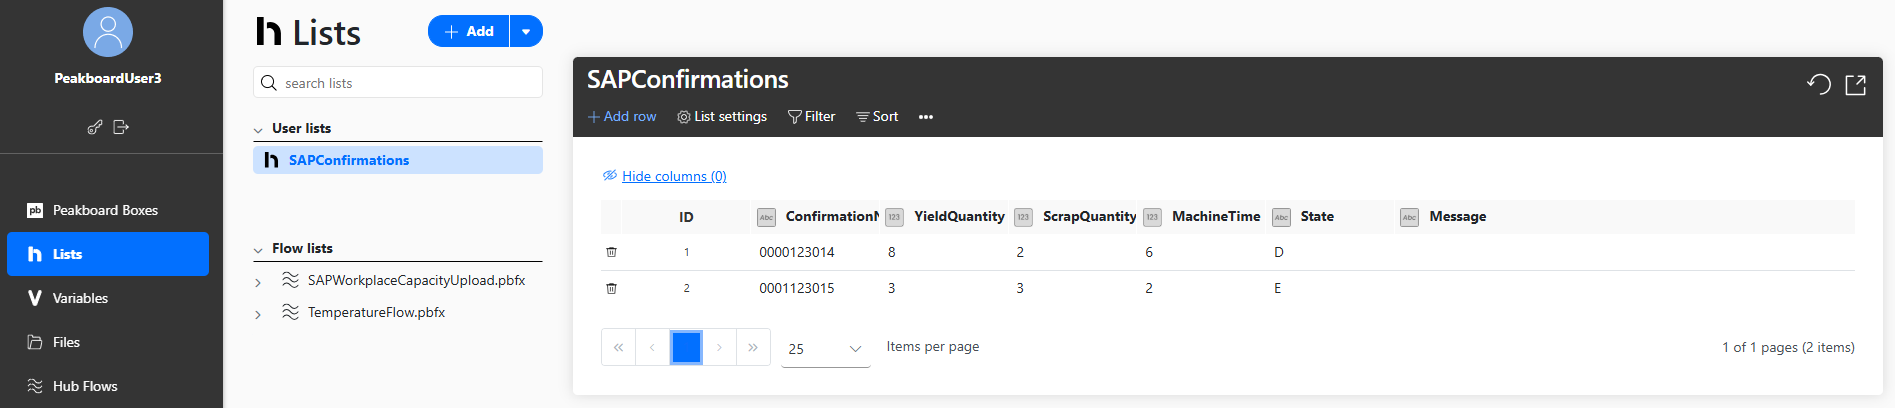 PeakboardUser3
pb Peakboard Boxes
Lists
Variables
Files
Hub Flows
Lists
Add
search lists
User lists
SAPConfirmations
Flow lists
SAPWorkplaceCapacityUpload.pbfx
TemperatureFlow.pbfx
SAPConfirmations
+ Add row List settings Filter Sort •••
Hide columns (0)
ID Abc ConfirmationN 123 YieldQuantity 123 ScrapQuantity 123 MachineTime Abc State Abc Message
1 0000123014 8 2 6 D
2 0001123015 3 3 2 E
« ‹ › » 25 Items per page 1 of 1 pages (2 items)